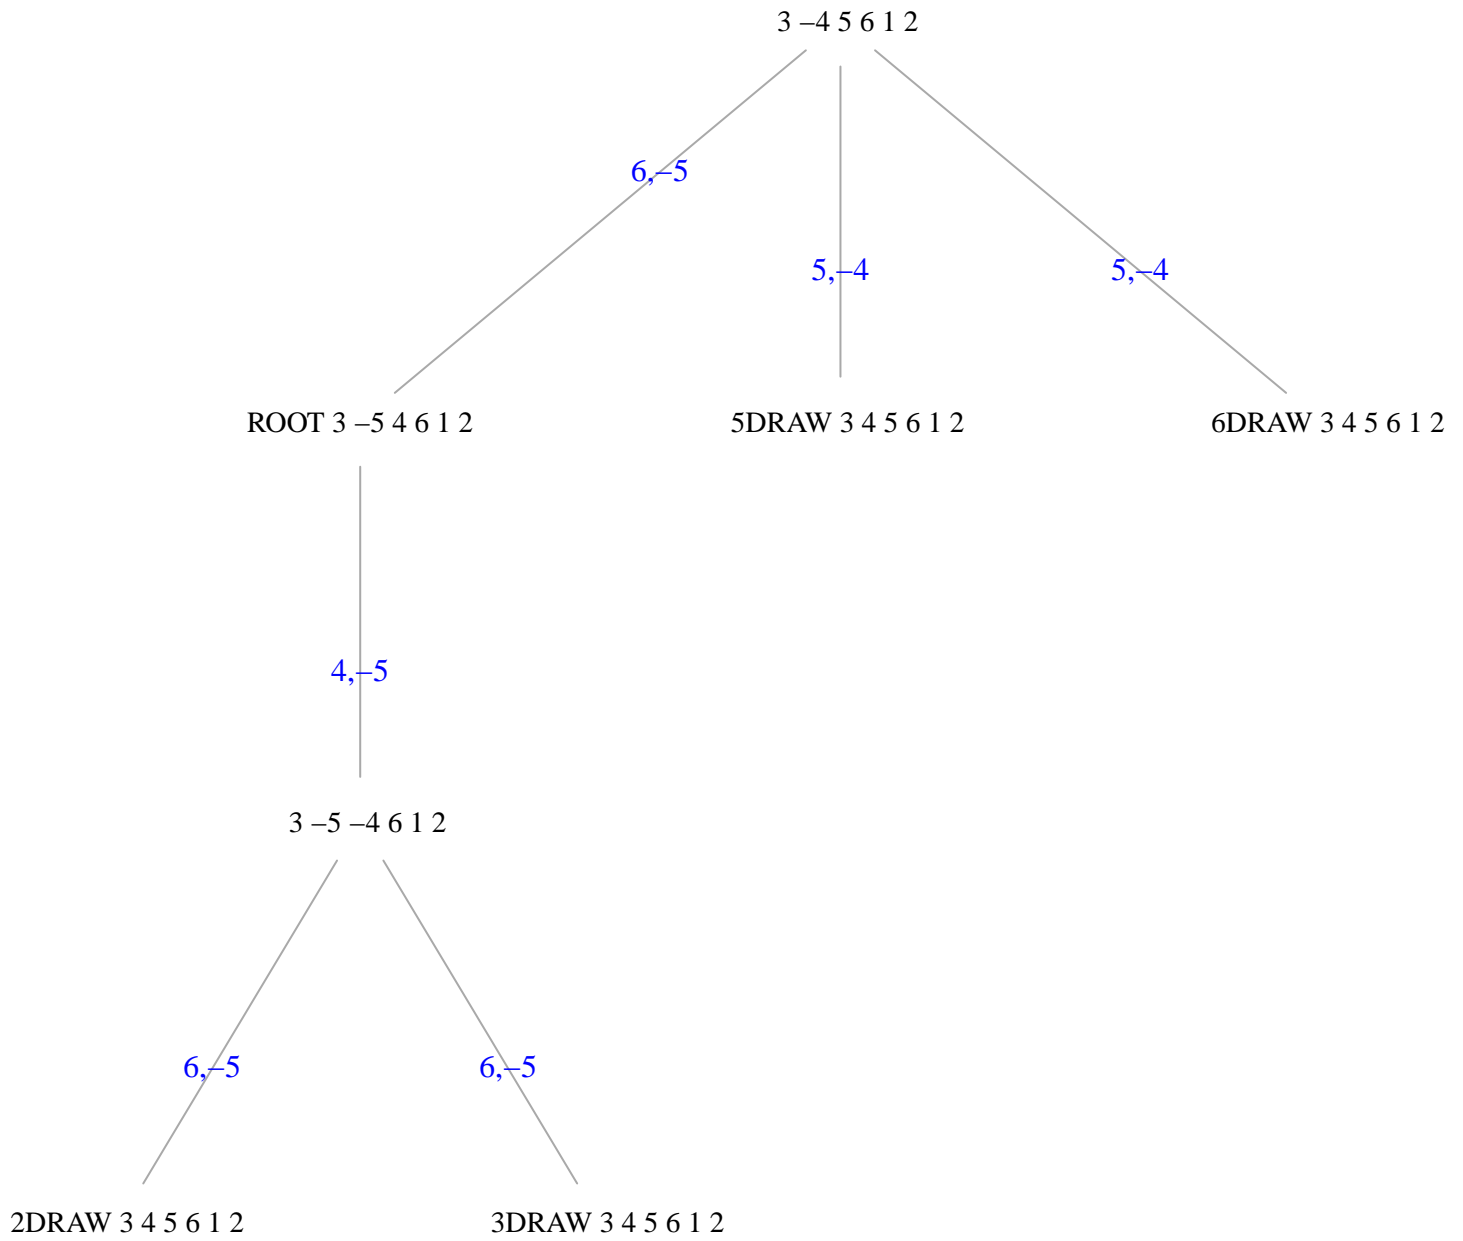 3 –4 5 6 1 2
6,–5
5,–4
5,–4
ROOT 3 –5 4 6 1 2
5DRAW 3 4 5 6 1 2
6DRAW 3 4 5 6 1 2
4,–5
3 –5 –4 6 1 2
6,–5
6,–5
2DRAW 3 4 5 6 1 2
3DRAW 3 4 5 6 1 2